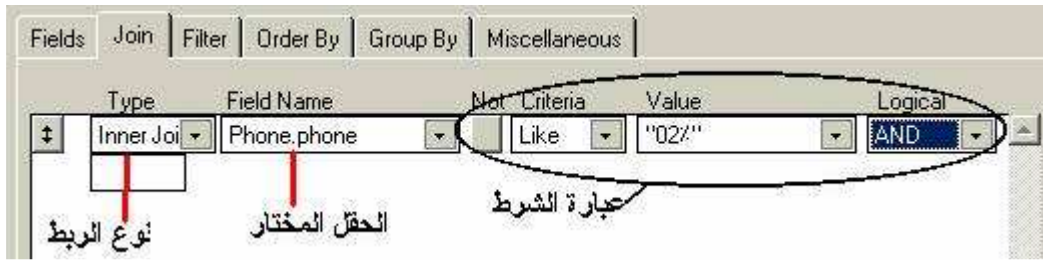 Fields Join Filter Order By Group By Miscellaneous
Type Field Name Not Criteria Value Logical
Inner Joi Phone.phone Like "02%" AND
عبارة الشرط
الحقل المختار
نوع الربط